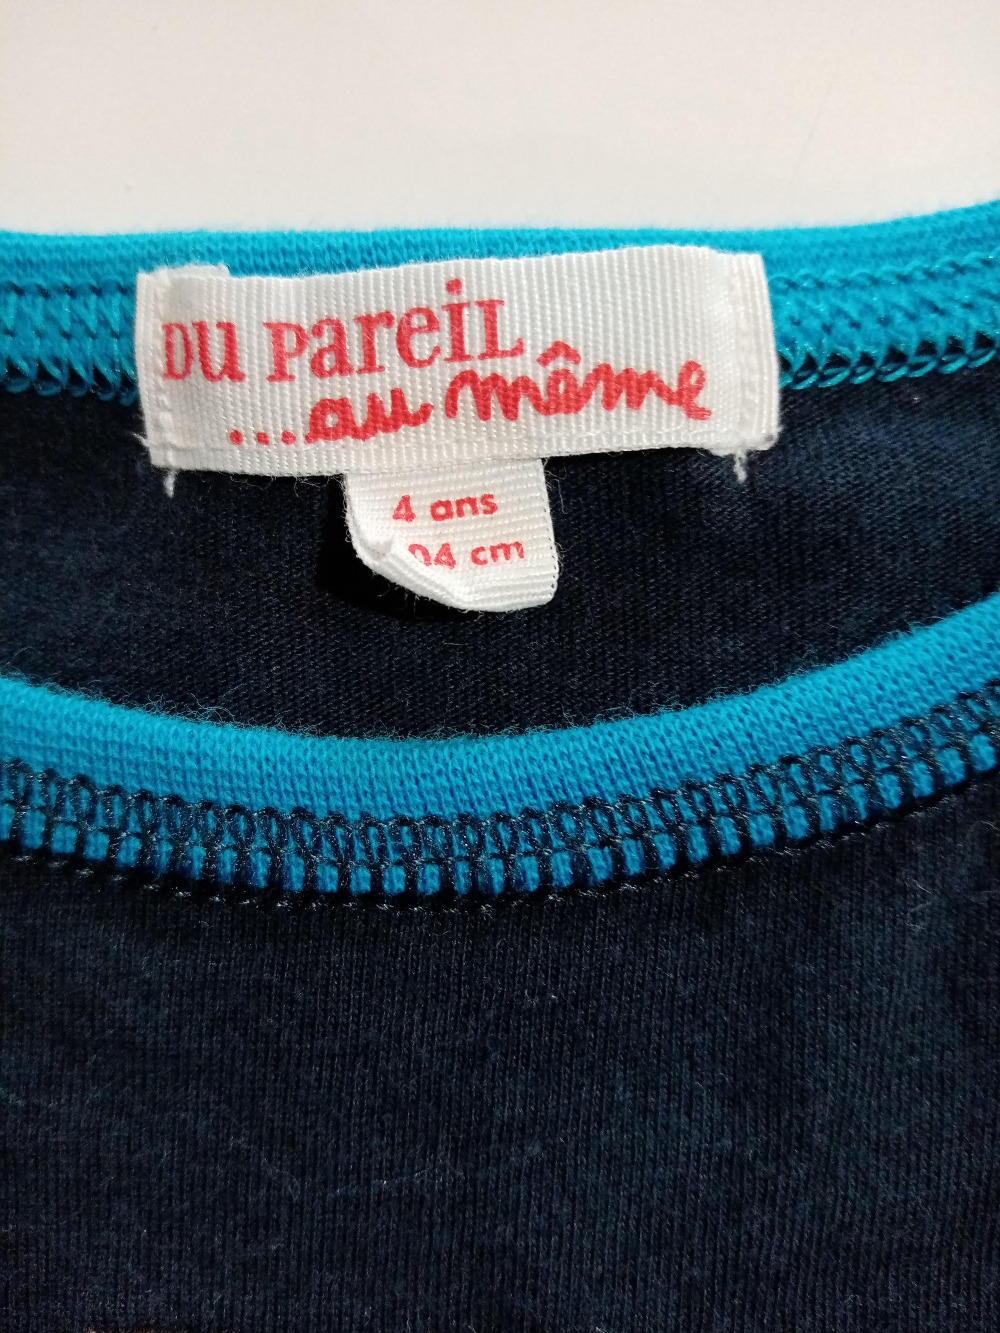 DU PAREIL
...au même
4 ans
04 cm